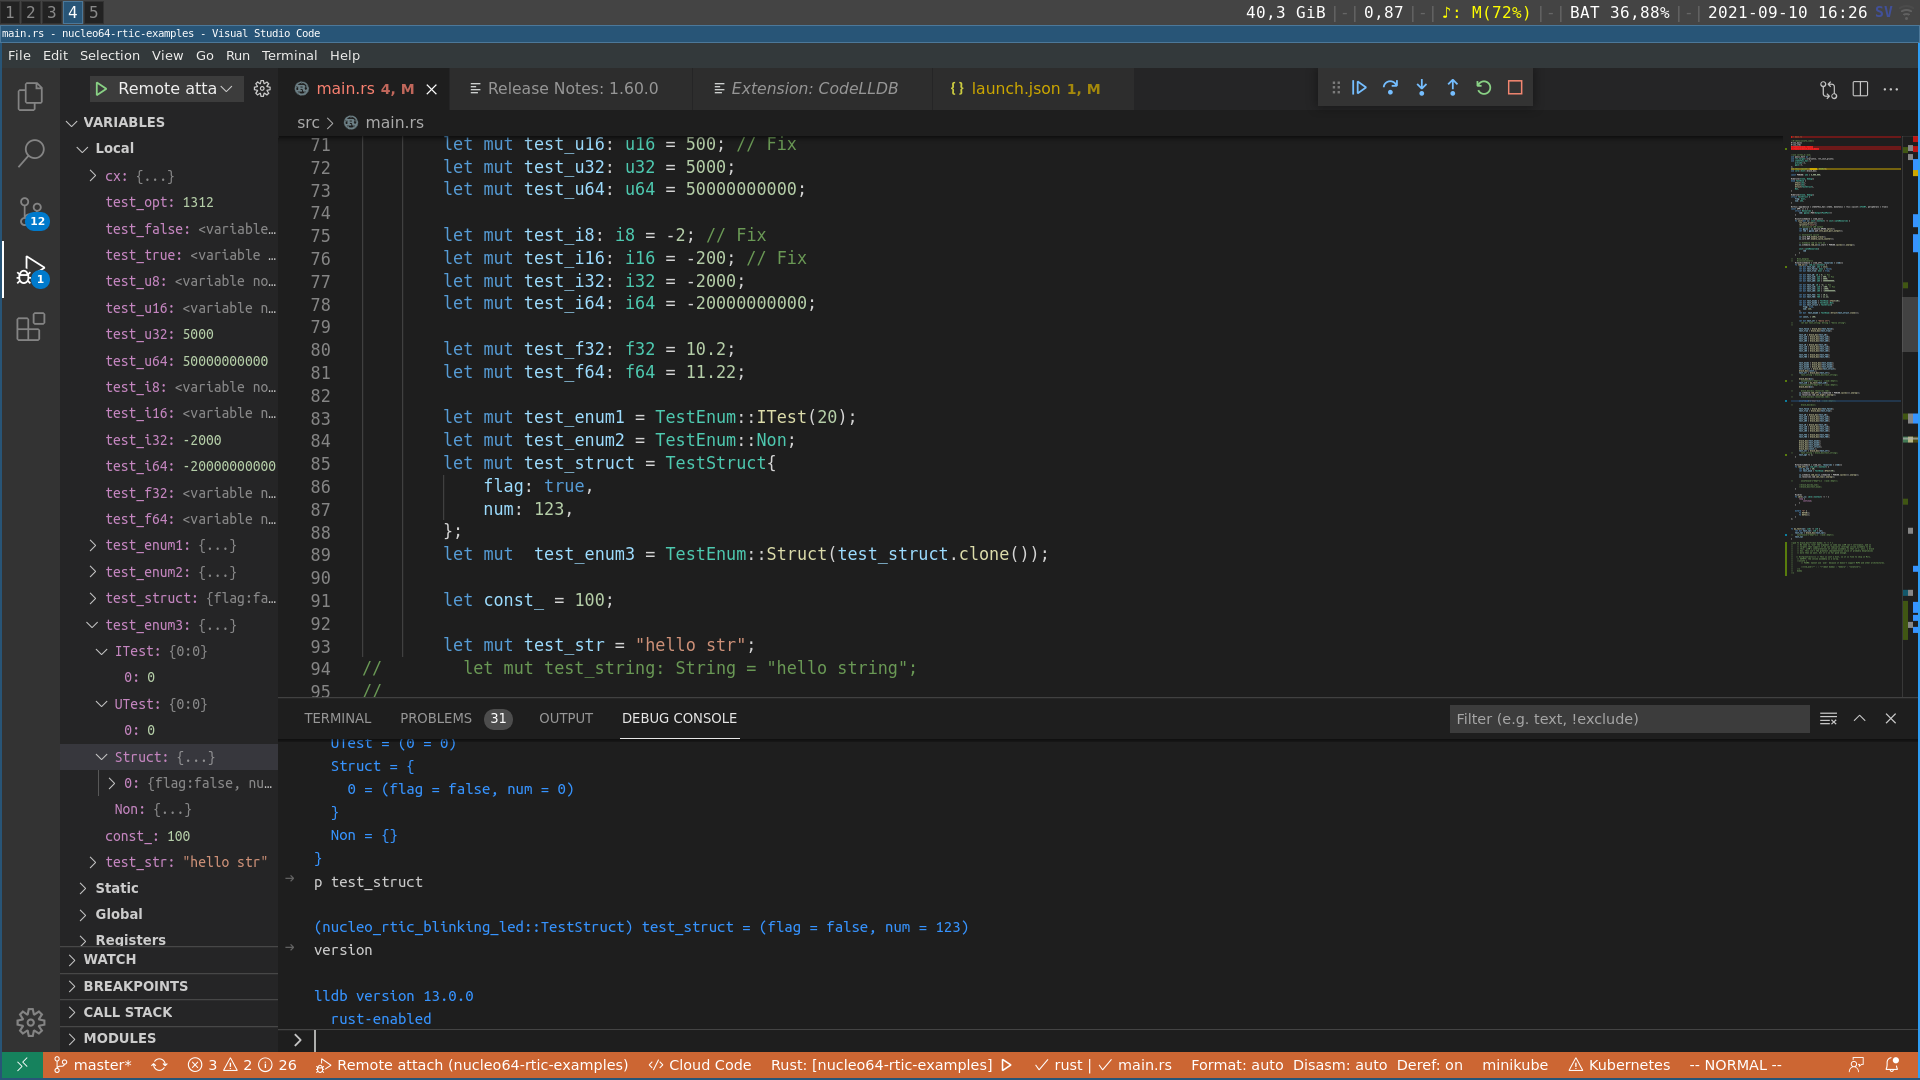 1 2 3 4 5
40,3 GiB |-| 0,87 |-| ♪: M(72%) |-| BAT 36,88% |-| 2021-09-10 16:26 SV
main.rs - nucleo64-rtic-examples - Visual Studio Code
File Edit Selection View Go Run Terminal Help
Remote atta
main.rs 4, M
Release Notes: 1.60.0
Extension: CodeLLDB
{} launch.json 1, M
src > main.rs
VARIABLES
Local
cx: {...}
test_opt: 1312
test_false: <variable…
test_true: <variable …
test_u8: <variable no…
test_u16: <variable n…
test_u32: 5000
test_u64: 50000000000
test_i8: <variable no…
test_i16: <variable n…
test_i32: -2000
test_i64: -20000000000
test_f32: <variable n…
test_f64: <variable n…
test_enum1: {...}
test_enum2: {...}
test_struct: {flag:fa…
test_enum3: {...}
ITest: {0:0}
0: 0
UTest: {0:0}
0: 0
Struct: {...}
0: {flag:false, nu…
Non: {...}
const_: 100
test_str: "hello str"
Static
Global
Registers
WATCH
BREAKPOINTS
CALL STACK
MODULES
12
1
71 let mut test_u16: u16 = 500; // Fix
72 let mut test_u32: u32 = 5000;
73 let mut test_u64: u64 = 50000000000;
74
75 let mut test_i8: i8 = -2; // Fix
76 let mut test_i16: i16 = -200; // Fix
77 let mut test_i32: i32 = -2000;
78 let mut test_i64: i64 = -20000000000;
79
80 let mut test_f32: f32 = 10.2;
81 let mut test_f64: f64 = 11.22;
82
83 let mut test_enum1 = TestEnum::ITest(20);
84 let mut test_enum2 = TestEnum::Non;
85 let mut test_struct = TestStruct{
86 flag: true,
87 num: 123,
88 };
89 let mut  test_enum3 = TestEnum::Struct(test_struct.clone());
90
91 let const_ = 100;
92
93 let mut test_str = "hello str";
94 //        let mut test_string: String = "hello string";
95 //
TERMINAL PROBLEMS 31 OUTPUT DEBUG CONSOLE
Filter (e.g. text, !exclude)
UTest = (0 = 0)
Struct = {
0 = (flag = false, num = 0)
}
Non = {}
}
p test_struct
(nucleo_rtic_blinking_led::TestStruct) test_struct = (flag = false, num = 123)
version
lldb version 13.0.0
rust-enabled
master* 3 2 26 Remote attach (nucleo64-rtic-examples) Cloud Code Rust: [nucleo64-rtic-examples] rust | main.rs Format: auto Disasm: auto Deref: on minikube Kubernetes -- NORMAL --